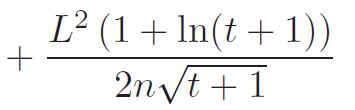 + \frac{L^2 (1 + \ln(t + 1))}{2n\sqrt{t + 1}}